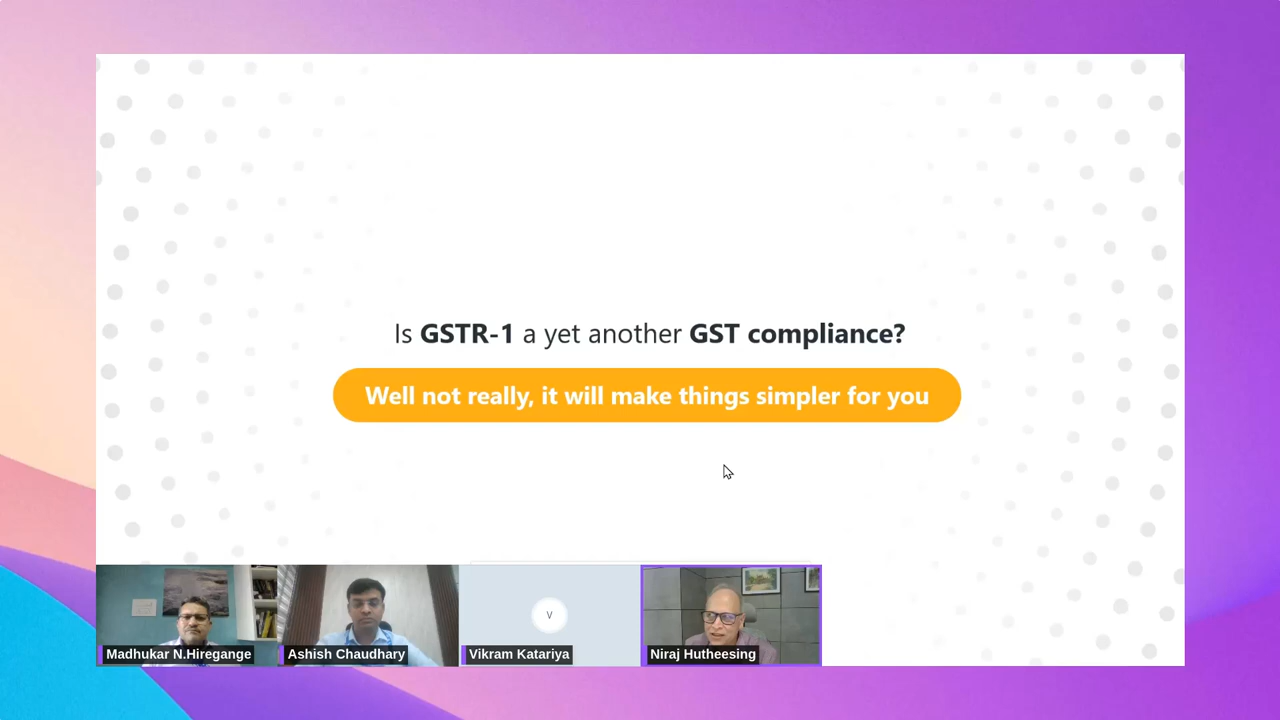 Is GSTR-1 a yet another GST compliance?
Well not really, it will make things simpler for you
V
Madhukar N.Hiregange
Ashish Chaudhary
Vikram Katariya
Niraj Hutheesing